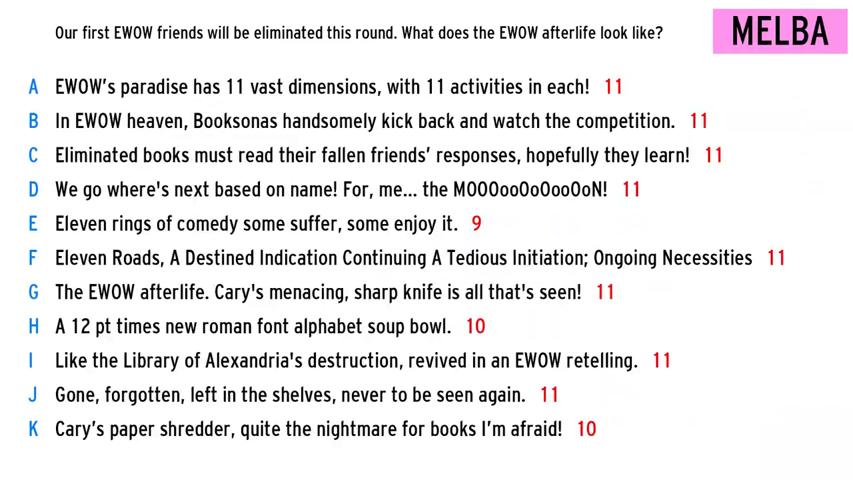 Our first EWOW friends will be eliminated this round. What does the EWOW afterlife look like?
MELBA
A EWOW's paradise has 11 vast dimensions, with 11 activities in each! 11
B In EWOW heaven, Booksonas handsomely kick back and watch the competition. 11
C Eliminated books must read their fallen friends' responses, hopefully they learn! 11
D We go where's next based on name! For, me... the MOOOooOoOooOoN! 11
E Eleven rings of comedy some suffer, some enjoy it. 9
F Eleven Roads, A Destined Indication Continuing A Tedious Initiation; Ongoing Necessities 11
G The EWOW afterlife. Cary's menacing, sharp knife is all that's seen! 11
H A 12 pt times new roman font alphabet soup bowl. 10
I Like the Library of Alexandria's destruction, revived in an EWOW retelling. 11
J Gone, forgotten, left in the shelves, never to be seen again. 11
K Cary's paper shredder, quite the nightmare for books I'm afraid! 10